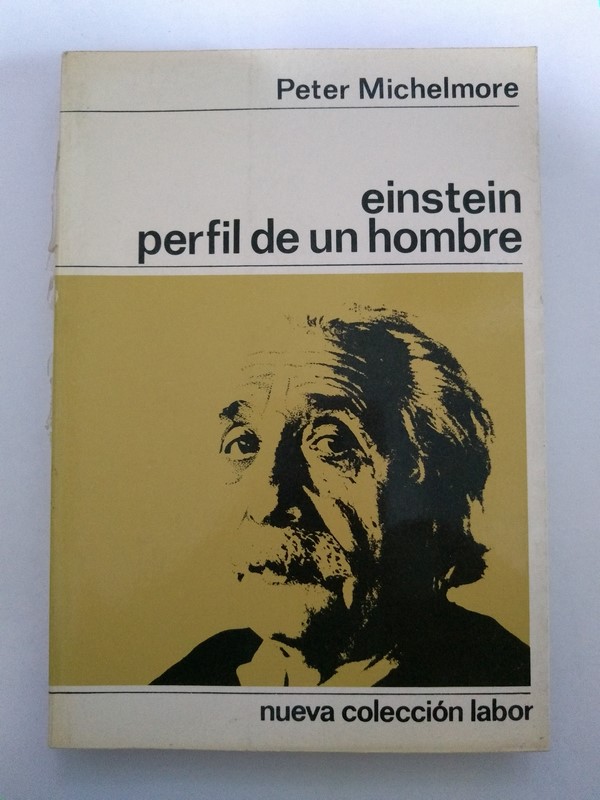 Peter Michelmore
einstein
perfil de un hombre
nueva colección labor